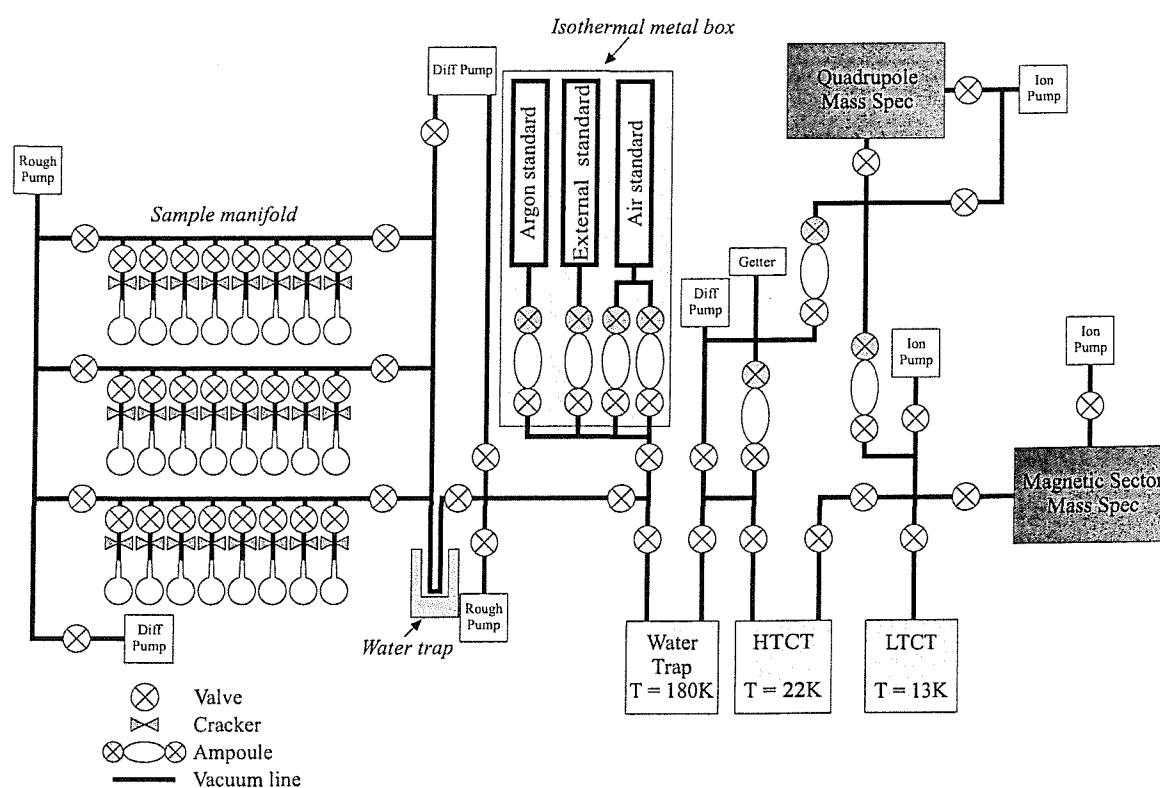 Isothermal metal box
Diff Pump
Argon standard
External standard
Air standard
Quadrupole
Mass Spec
Ion
Pump
Rough
Pump
Sample manifold
Getter
Diff
Pump
Ion
Pump
Ion
Pump
Magnetic Sector
Mass Spec
Diff
Pump
Water trap
Rough
Pump
Water
Trap
T = 180K
HTCT
T = 22K
LTCT
T = 13K
Valve
Cracker
Ampoule
Vacuum line